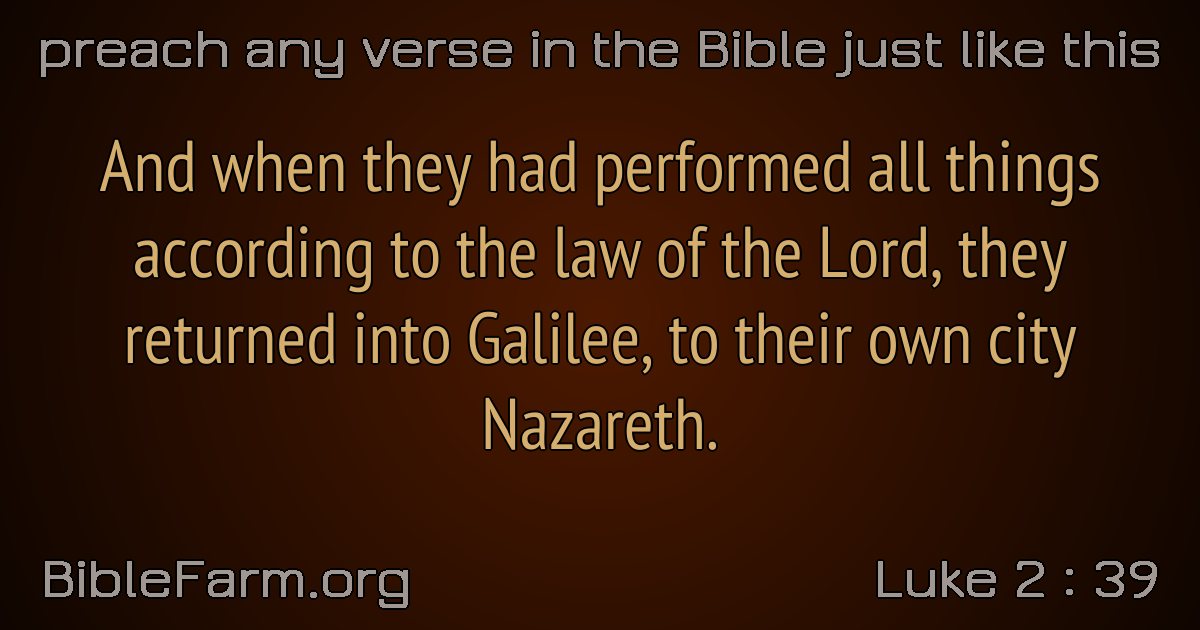 preach any verse in the Bible just like this
And when they had performed all things
according to the law of the Lord, they
returned into Galilee, to their own city
Nazareth.
BibleFarm.org
Luke 2 : 39